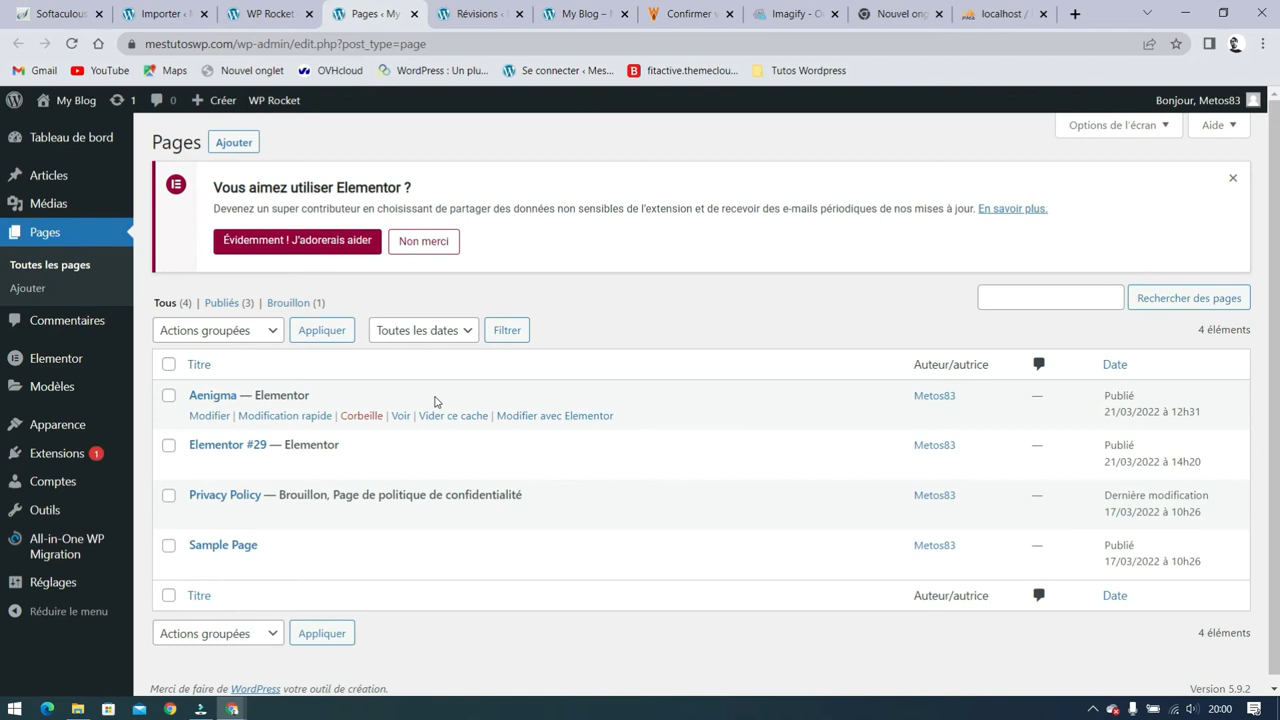 Softaculous
Importer ‹ M
WP Rocket
Pages ‹ My
Révisions ‹ M
My Blog – M
Confirmer v
Imagify - O
Nouvel ong
localhost /
mestutoswp.com/wp-admin/edit.php?post_type=page
Gmail
YouTube
Maps
Nouvel onglet
OVHcloud
WordPress : Un plu...
Se connecter ‹ Mes...
fitactive.themeclou...
Tutos Wordpress
My Blog
1
0
Créer
WP Rocket
Bonjour, Metos83
Tableau de bord
Articles
Médias
Pages
Toutes les pages
Ajouter
Commentaires
Elementor
Modèles
Apparence
Extensions 1
Comptes
Outils
All-in-One WP
Migration
Réglages
Réduire le menu
Options de l'écran
Aide
Pages
Ajouter
Vous aimez utiliser Elementor ?
Devenez un super contributeur en choisissant de partager des données non sensibles de l'extension et de recevoir des e-mails périodiques de nos mises à jour. En savoir plus.
Évidemment ! J'adorerais aider
Non merci
Tous (4) | Publiés (3) | Brouillon (1)
Rechercher des pages
Actions groupées
Appliquer
Toutes les dates
Filtrer
4 éléments
Titre
Auteur/autrice
Date
Aenigma — Elementor
Metos83
—
Publié
21/03/2022 à 12h31
Modifier | Modification rapide | Corbeille | Voir | Vider ce cache | Modifier avec Elementor
Elementor #29 — Elementor
Metos83
—
Publié
21/03/2022 à 14h20
Privacy Policy — Brouillon, Page de politique de confidentialité
Metos83
—
Dernière modification
17/03/2022 à 10h26
Sample Page
Metos83
—
Publié
17/03/2022 à 10h26
Titre
Auteur/autrice
Date
Actions groupées
Appliquer
4 éléments
Merci de faire de WordPress votre outil de création.
Version 5.9.2
20:00